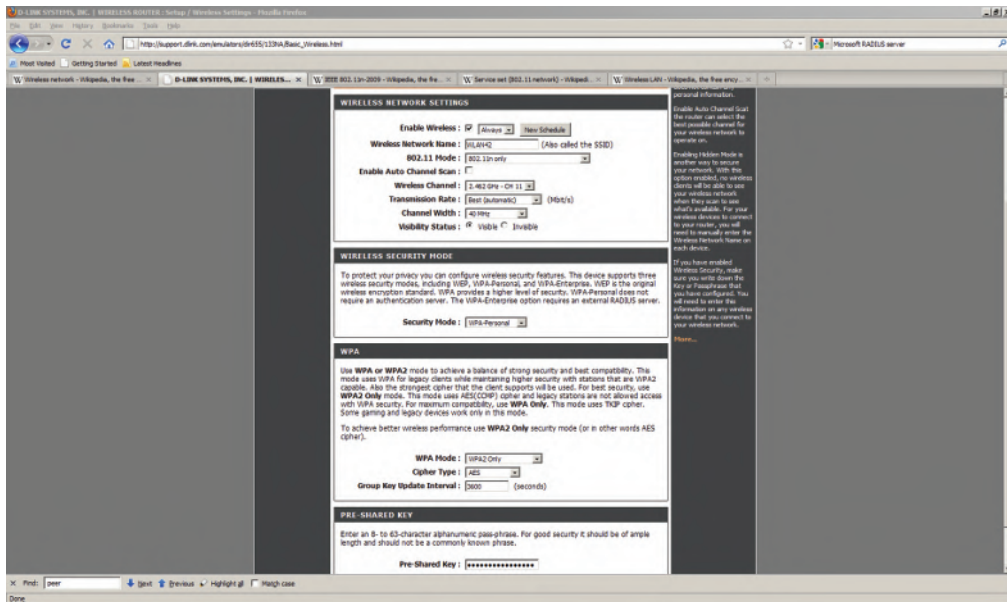 D-LINK SYSTEMS, INC. | WIRELESS ROUTER : Setup / Wireless Settings - Mozilla Firefox
File Edit View History Bookmarks Tools Help
http://support.dlink.com/emulators/dir655/133NA/Basic_Wireless.html
Microsoft RADIUS server
Most Visited Getting Started Latest Headlines
Wireless network - Wikipedia, the free ...
D-LINK SYSTEMS, INC. | WIRELES...
IEEE 802.11n-2009 - Wikipedia, the fre...
Service set (802.11 network) - Wikiped...
Wireless LAN - Wikipedia, the free ency...
WIRELESS NETWORK SETTINGS
Enable Wireless : Always New Schedule
Wireless Network Name : WLAN42 (Also called the SSID)
802.11 Mode : 802.11n only
Enable Auto Channel Scan :
Wireless Channel : 2.462 GHz - CH 11
Transmission Rate : Best (automatic) (Mbit/s)
Channel Width : 40 MHz
Visibility Status : Visible Invisible
WIRELESS SECURITY MODE
To protect your privacy you can configure wireless security features. This device supports three
wireless security modes, including WEP, WPA-Personal, and WPA-Enterprise. WEP is the original
wireless encryption standard. WPA provides a higher level of security. WPA-Personal does not
require an authentication server. The WPA-Enterprise option requires an external RADIUS server.
Security Mode : WPA-Personal
WPA
Use WPA or WPA2 mode to achieve a balance of strong security and best compatibility. This
mode uses WPA for legacy clients while maintaining higher security with stations that are WPA2
capable. Also the strongest cipher that the client supports will be used. For best security, use
WPA2 Only mode. This mode uses AES(CCMP) cipher and legacy stations are not allowed access
with WPA security. For maximum compatibility, use WPA Only. This mode uses TKIP cipher.
Some gaming and legacy devices work only in this mode.
To achieve better wireless performance use WPA2 Only security mode (or in other words AES
cipher).
WPA Mode : WPA2 Only
Cipher Type : AES
Group Key Update Interval : 3600 (seconds)
PRE-SHARED KEY
Enter an 8- to 63-character alphanumeric pass-phrase. For good security it should be of ample
length and should not be a commonly known phrase.
Pre-Shared Key : ••••••••••••••••
personal information.
Enable Auto Channel Scan
the router can select the
best possible channel for
your wireless network to
operate on.
Enabling Hidden Mode is
another way to secure
your network. With this
option enabled, no wireless
clients will be able to see
your wireless network
when they scan to see
what's available. For your
wireless devices to connect
to your router, you will
need to manually enter the
Wireless Network Name on
each device.
If you have enabled
Wireless Security, make
sure you write down the
Key or Passphrase that
you have configured. You
will need to enter this
information on any wireless
device that you connect to
your wireless network.
More...
Find: peer Next Previous Highlight all Match case
Done